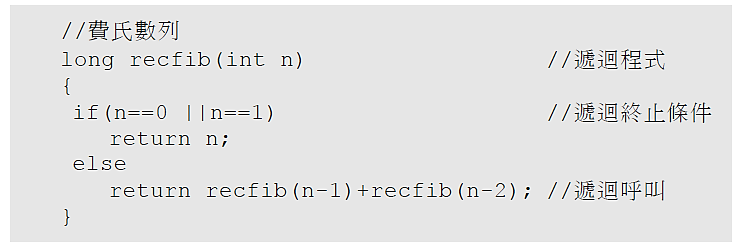 //費氏數列
long recfib(int n) //遞迴程式
{
if(n==0 ||n==1) //遞迴終止條件
return n;
else
return recfib(n-1)+recfib(n-2); //遞迴呼叫
}